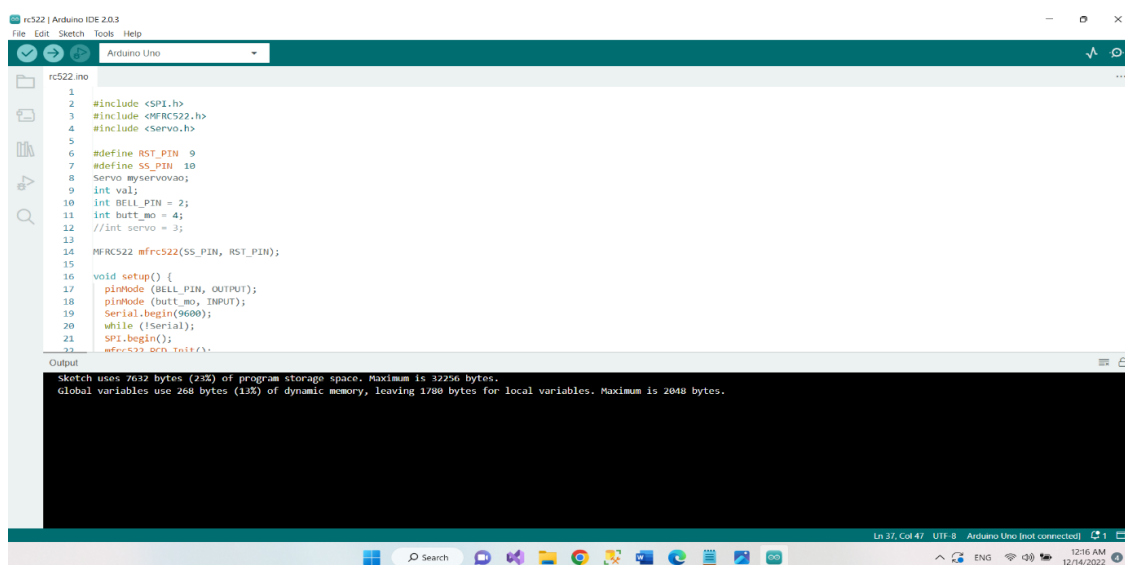 rc522 | Arduino IDE 2.0.3
File Edit Sketch Tools Help
Arduino Uno
rc522.ino
1
2 #include <SPI.h>
3 #include <MFRC522.h>
4 #include <Servo.h>
5
6 #define RST_PIN 9
7 #define SS_PIN 10
8 Servo myservovao;
9 int val;
10 int BELL_PIN = 2;
11 int butt_mo = 4;
12 //int servo = 3;
13
14 MFRC522 mfrc522(SS_PIN, RST_PIN);
15
16 void setup() {
17 pinMode (BELL_PIN, OUTPUT);
18 pinMode (butt_mo, INPUT);
19 Serial.begin(9600);
20 while (!Serial);
21 SPI.begin();
22 mfrc522.PCD_Init();
Output
Sketch uses 7632 bytes (23%) of program storage space. Maximum is 32256 bytes.
Global variables use 268 bytes (13%) of dynamic memory, leaving 1780 bytes for local variables. Maximum is 2048 bytes.
Ln 37, Col 47 UTF-8 Arduino Uno [not connected] 1
Search ENG 12:16 AM 4
12/14/2022